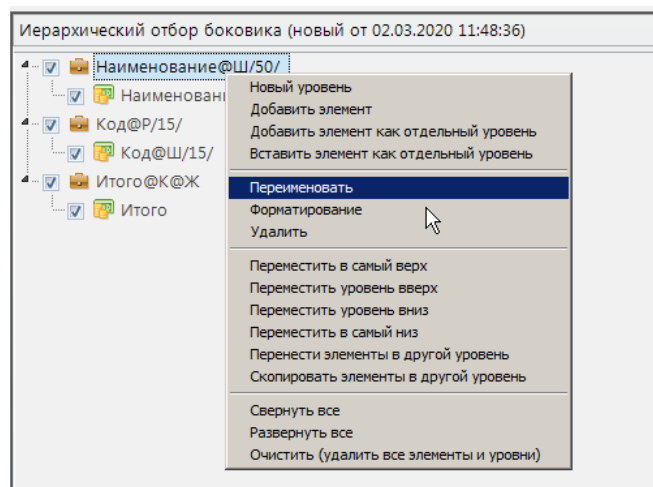 Иерархический отбор боковика (новый от 02.03.2020 11:48:36)
Наименование@Ш/50/
Наименован
Код@Р/15/
Код@Ш/15/
Итого@К@Ж
Итого
Новый уровень
Добавить элемент
Добавить элемент как отдельный уровень
Вставить элемент как отдельный уровень
Переименовать
Форматирование
Удалить
Переместить в самый верх
Переместить уровень вверх
Переместить уровень вниз
Переместить в самый низ
Перенести элементы в другой уровень
Скопировать элементы в другой уровень
Свернуть все
Развернуть все
Очистить (удалить все элементы и уровни)